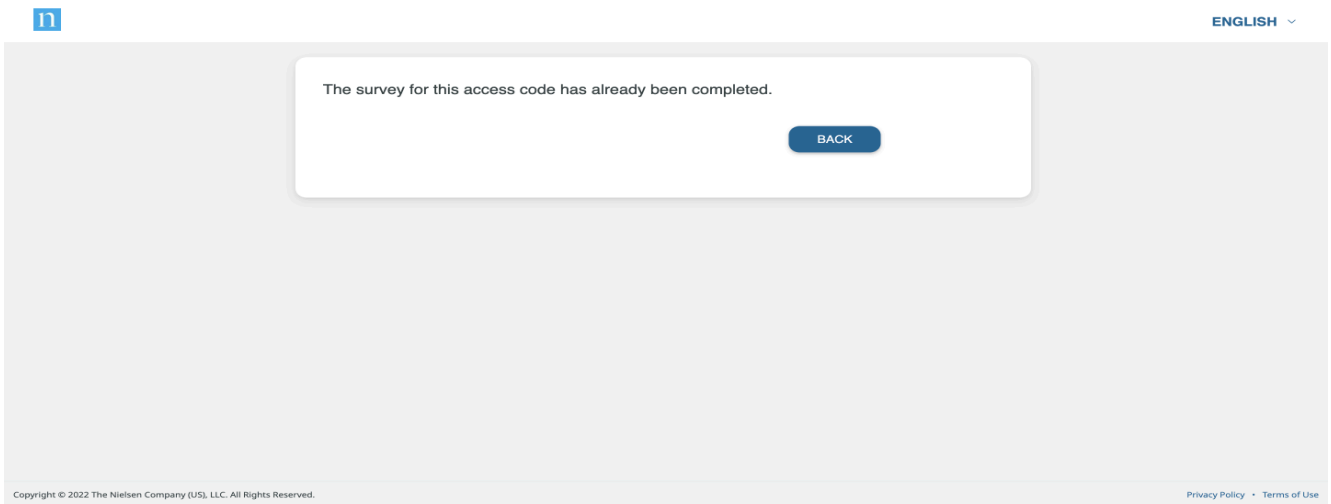 n
ENGLISH
The survey for this access code has already been completed.
BACK
Copyright © 2022 The Nielsen Company (US), LLC. All Rights Reserved.
Privacy Policy • Terms of Use